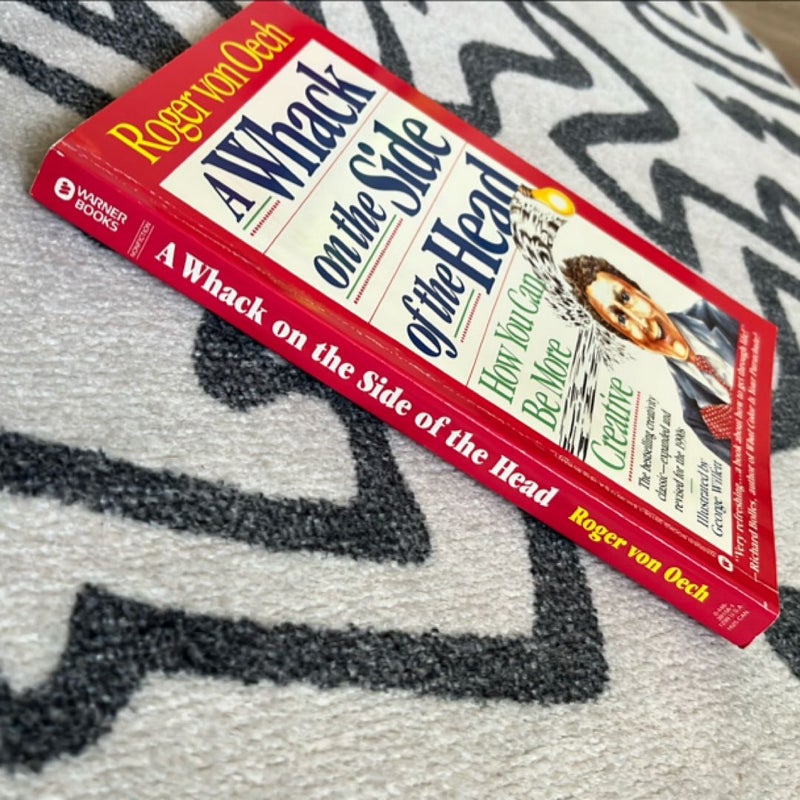 Roger von Oech
A Whack
on the Side
of the Head
How You Can
Be More
Creative
The bestselling creativity
classic—expanded and
revised for the 1990s
Illustrated by
George Willett
"Very refreshing...a book about how to get through life!"
—Richard Bolles, author of What Color Is Your Parachute?
WARNER
BOOKS
NONFICTION
A Whack on the Side of the Head
Roger von Oech
U.S.A.
CAN.